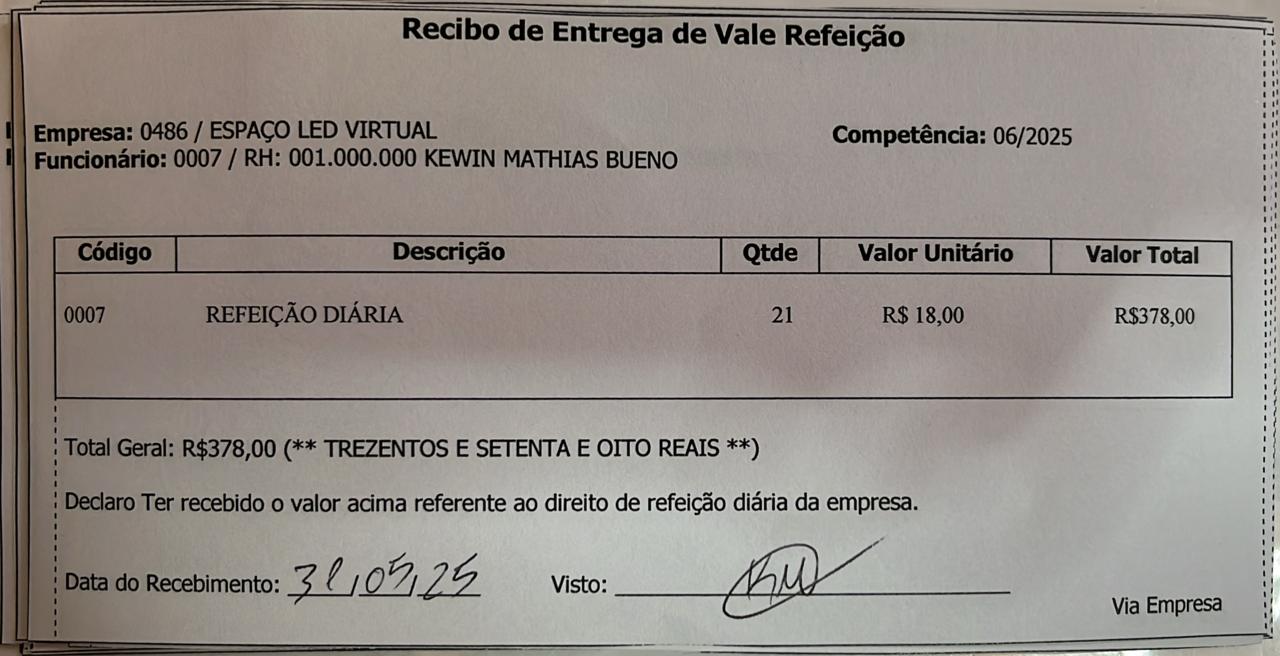 Recibo de Entrega de Vale Refeição
Empresa: 0486 / ESPAÇO LED VIRTUAL
Competência: 06/2025
Funcionário: 0007 / RH: 001.000.000 KEWIN MATHIAS BUENO
Código Descrição Qtde Valor Unitário Valor Total
0007 REFEIÇÃO DIÁRIA 21 R$ 18,00 R$378,00
Total Geral: R$378,00 (** TREZENTOS E SETENTA E OITO REAIS **)
Declaro Ter recebido o valor acima referente ao direito de refeição diária da empresa.
Data do Recebimento: 31,05,25 Visto:
Via Empresa